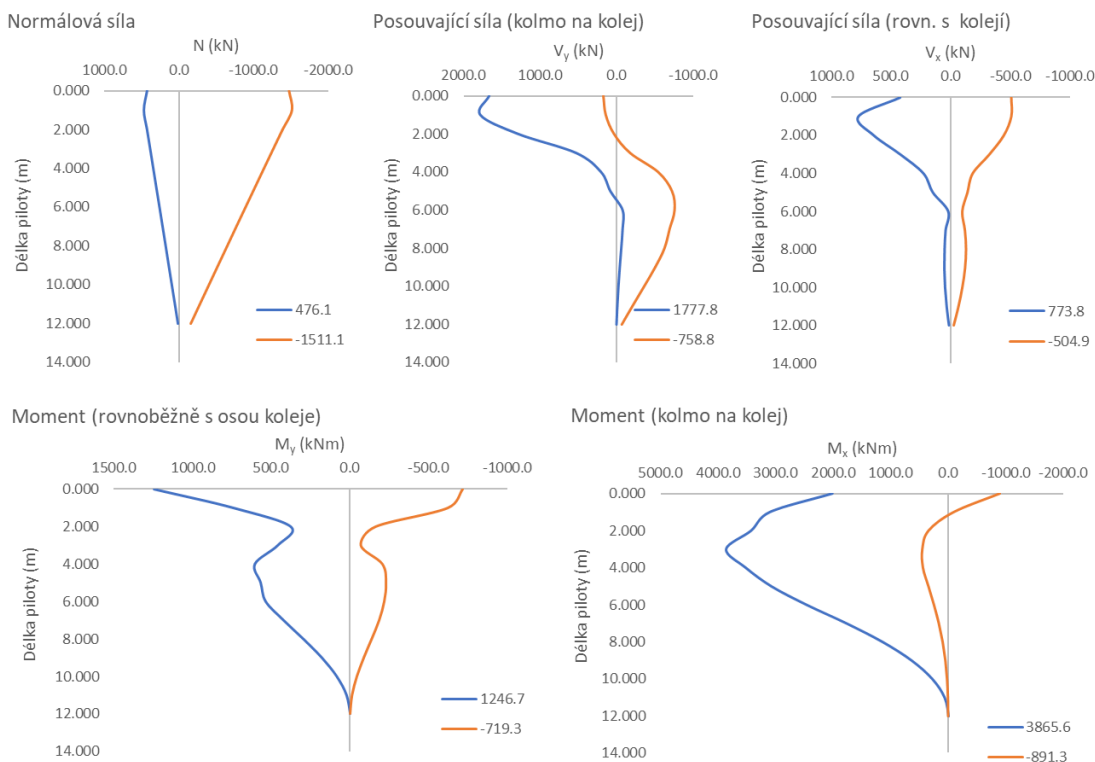 Normálová síla
N (kN)
1000.0 0.0 -1000.0 -2000.0
0.000
2.000
4.000
6.000
8.000
10.000
12.000
14.000
Délka piloty (m)
476.1
-1511.1
Posouvající síla (kolmo na kolej)
Vy (kN)
2000.0 1000.0 0.0 -1000.0
0.000
2.000
4.000
6.000
8.000
10.000
12.000
14.000
Délka piloty (m)
1777.8
-758.8
Posouvající síla (rovn. s kolejí)
Vx (kN)
1000.0 500.0 0.0 -500.0 -1000.0
0.000
2.000
4.000
6.000
8.000
10.000
12.000
14.000
Délka piloty (m)
773.8
-504.9
Moment (rovnoběžně s osou koleje)
My (kNm)
1500.0 1000.0 500.0 0.0 -500.0 -1000.0
0.000
2.000
4.000
6.000
8.000
10.000
12.000
14.000
Délka piloty (m)
1246.7
-719.3
Moment (kolmo na kolej)
Mx (kNm)
5000.0 4000.0 3000.0 2000.0 1000.0 0.0 -1000.0 -2000.0
0.000
2.000
4.000
6.000
8.000
10.000
12.000
14.000
Délka piloty (m)
3865.6
-891.3